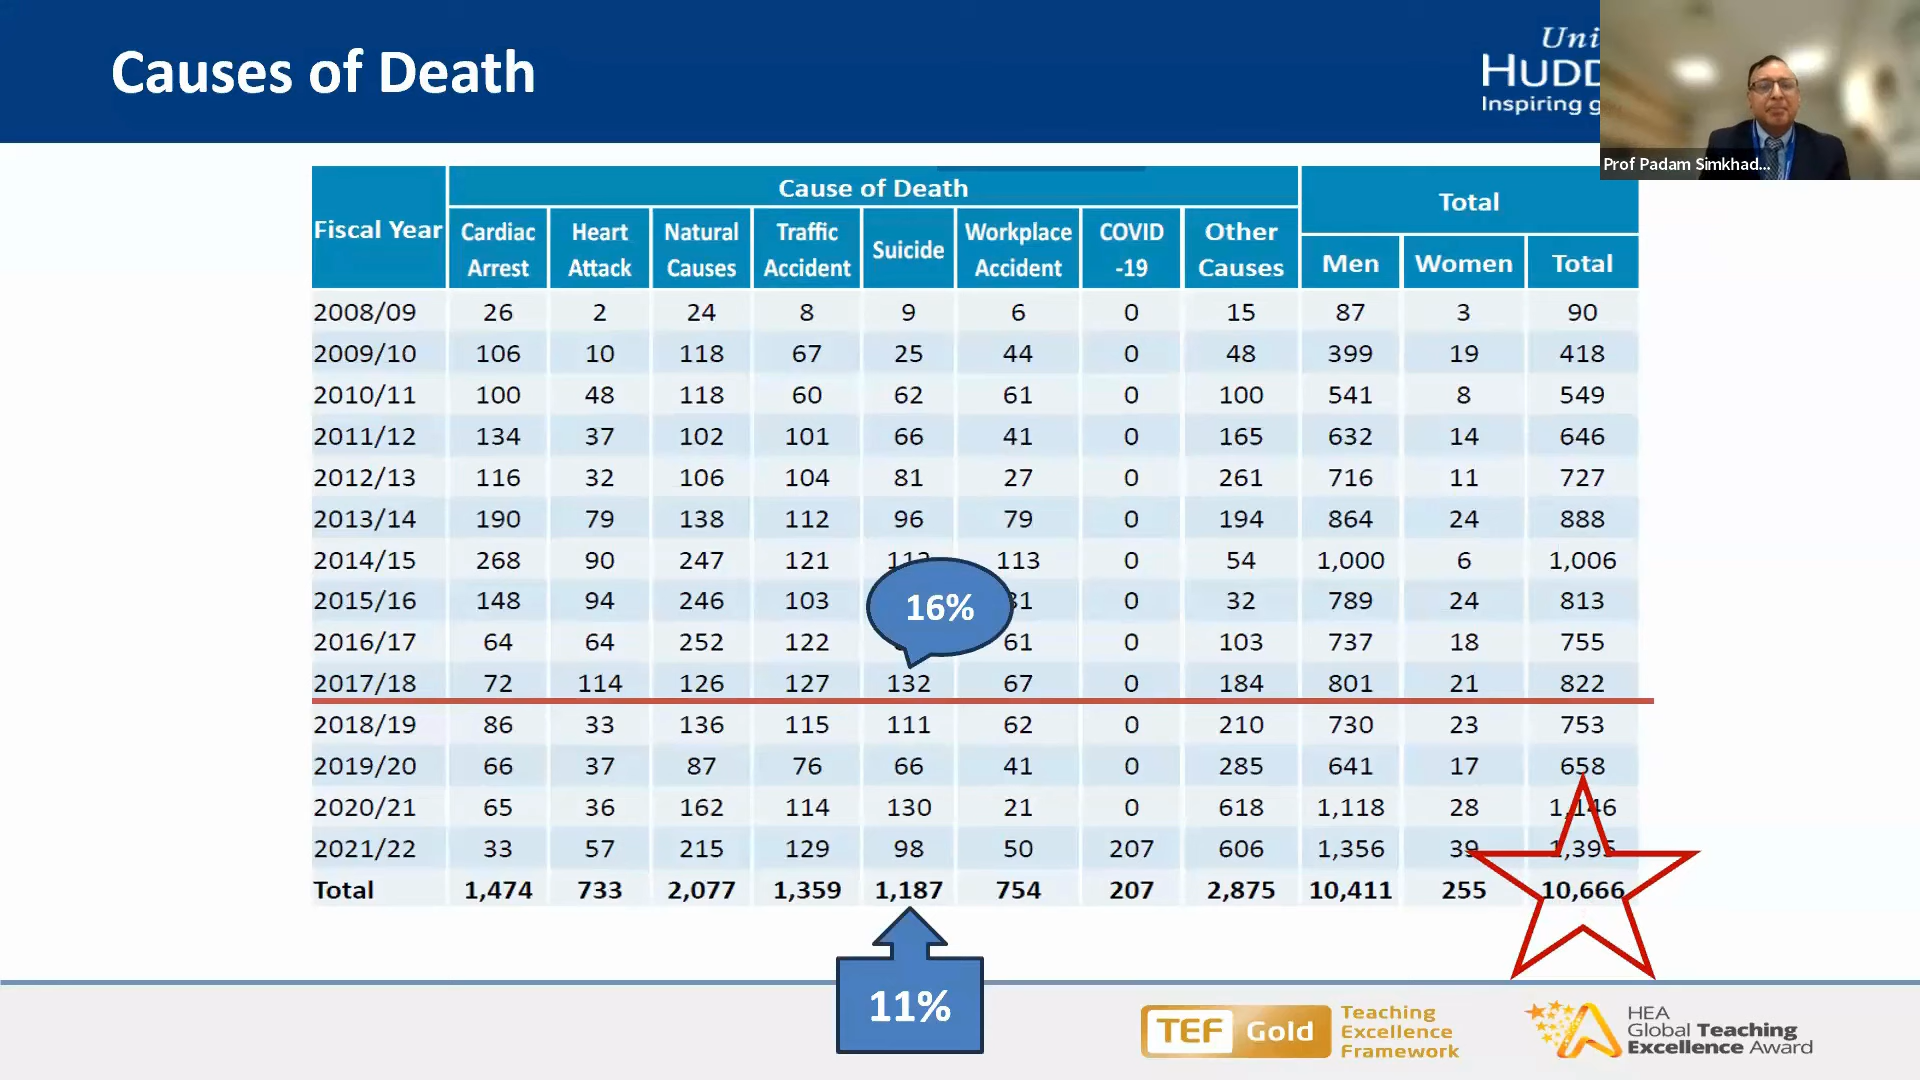 Causes of Death
Uni
HUDD
Inspiring g
Prof Padam Simkhad...
Cause of Death
Total
Fiscal Year
Cardiac Arrest
Heart Attack
Natural Causes
Traffic Accident
Suicide
Workplace Accident
COVID -19
Other Causes
Men
Women
Total
2008/09 26 2 24 8 9 6 0 15 87 3 90
2009/10 106 10 118 67 25 44 0 48 399 19 418
2010/11 100 48 118 60 62 61 0 100 541 8 549
2011/12 134 37 102 101 66 41 0 165 632 14 646
2012/13 116 32 106 104 81 27 0 261 716 11 727
2013/14 190 79 138 112 96 79 0 194 864 24 888
2014/15 268 90 247 121 113 0 54 1,000 6 1,006
2015/16 148 94 246 103 0 32 789 24 813
16%
2016/17 64 64 252 122 61 0 103 737 18 755
2017/18 72 114 126 127 132 67 0 184 801 21 822
2018/19 86 33 136 115 111 62 0 210 730 23 753
2019/20 66 37 87 76 66 41 0 285 641 17 658
2020/21 65 36 162 114 130 21 0 618 1,118 28 1,146
2021/22 33 57 215 129 98 50 207 606 1,356 39 1,395
Total 1,474 733 2,077 1,359 1,187 754 207 2,875 10,411 255 10,666
11%
TEF Gold
Teaching
Excellence
Framework
HEA
Global Teaching
Excellence Award